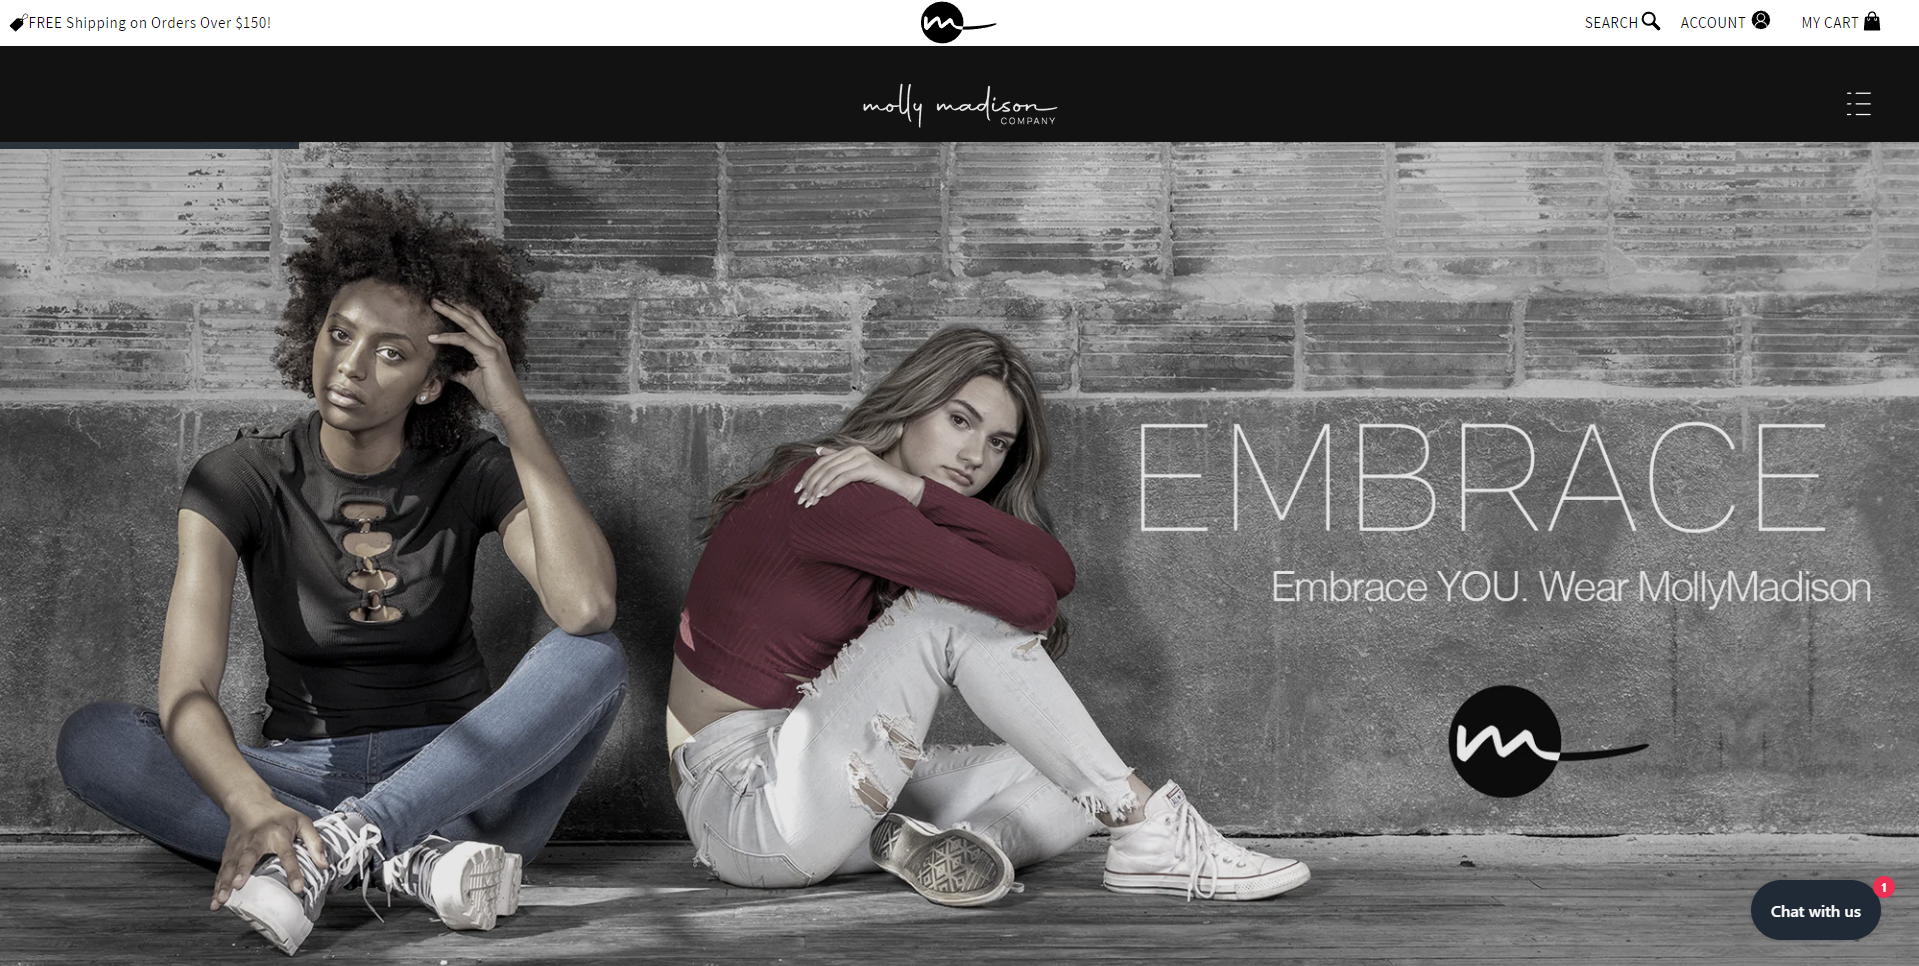 FREE Shipping on Orders Over $150!
m
SEARCH
ACCOUNT
MY CART
molly madison
COMPANY
EMBRACE
Embrace YOU. Wear MollyMadison
m
1
Chat with us